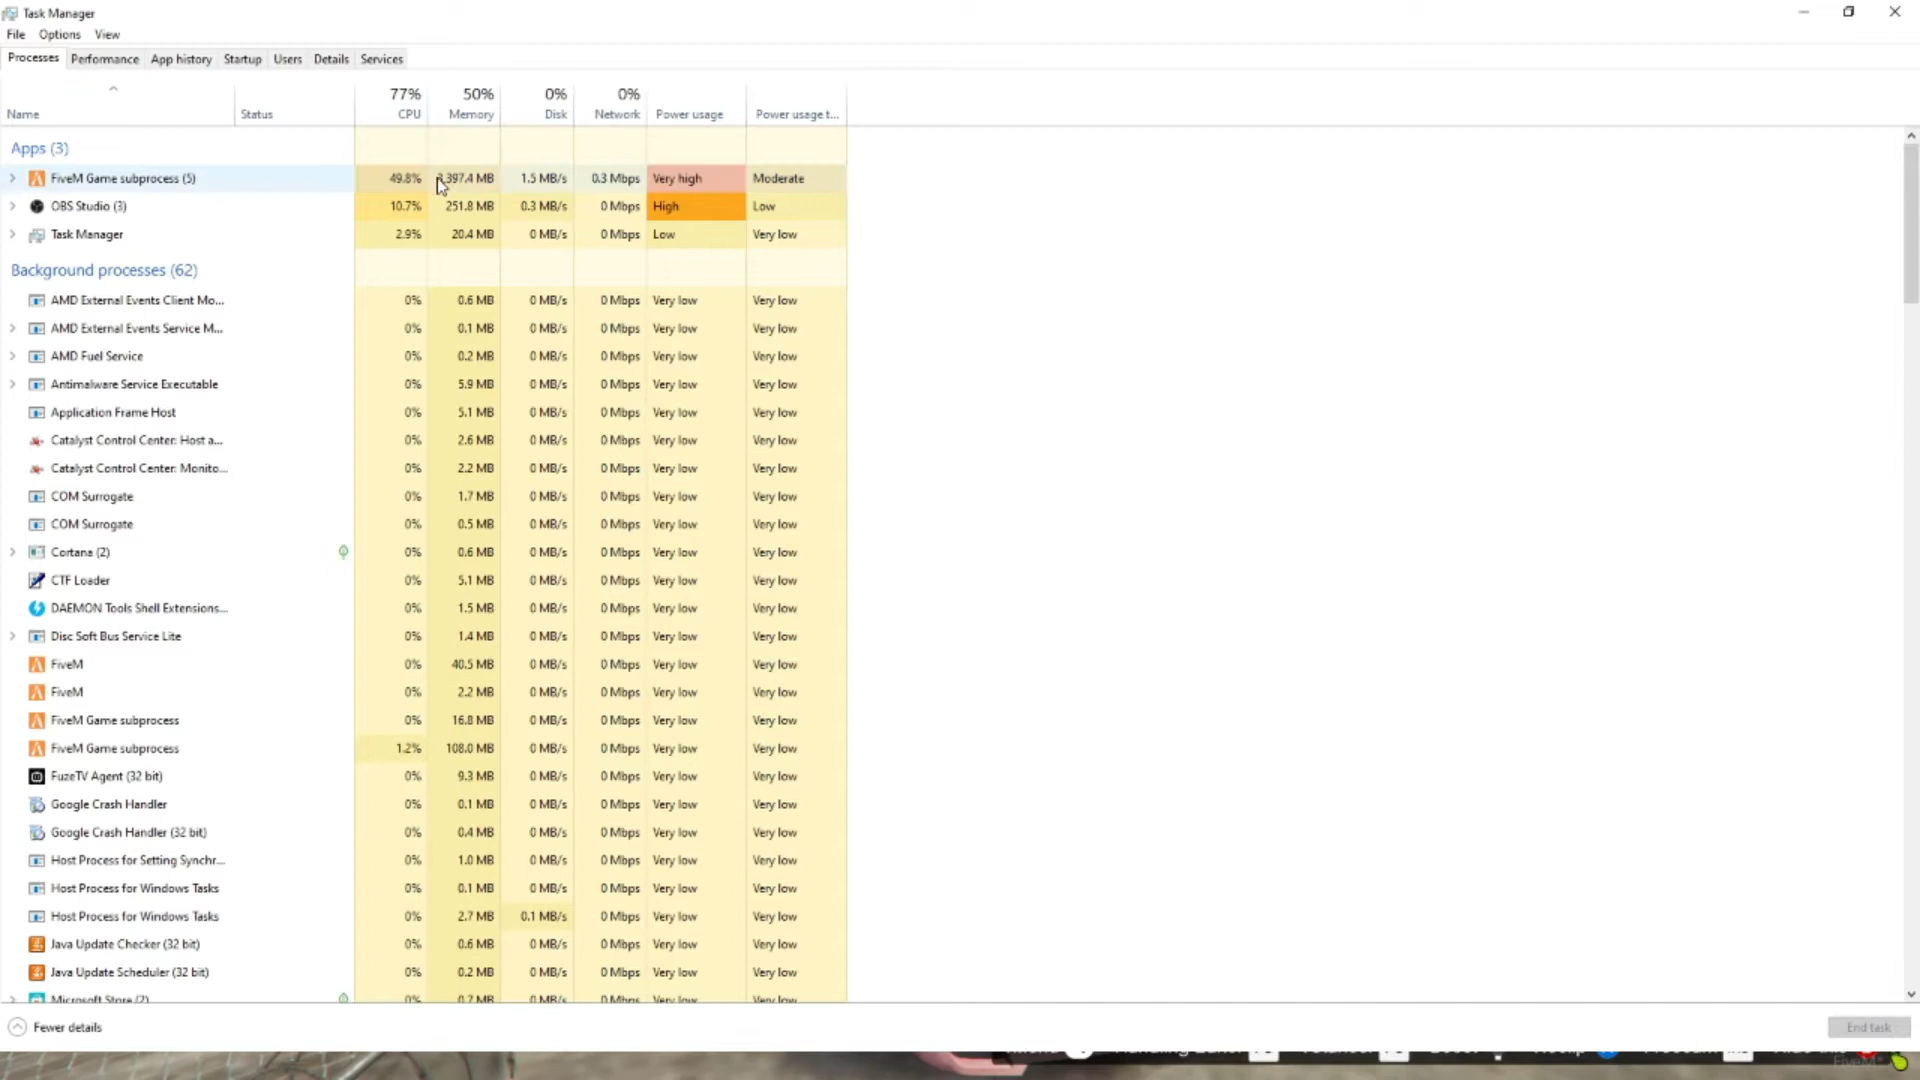 Task Manager
File Options View
Processes Performance App history Startup Users Details Services
77% 50% 0% 0%
Name Status CPU Memory Disk Network Power usage Power usage t...
Apps (3)
FiveM Game subprocess (5) 49.8% 397.4 MB 1.5 MB/s 0.3 Mbps Very high Moderate
OBS Studio (3) 10.7% 251.8 MB 0.3 MB/s 0 Mbps High Low
Task Manager 2.9% 20.4 MB 0 MB/s 0 Mbps Low Very low
Background processes (62)
AMD External Events Client Mo... 0% 0.6 MB 0 MB/s 0 Mbps Very low Very low
AMD External Events Service M... 0% 0.1 MB 0 MB/s 0 Mbps Very low Very low
AMD Fuel Service 0% 0.2 MB 0 MB/s 0 Mbps Very low Very low
Antimalware Service Executable 0% 5.9 MB 0 MB/s 0 Mbps Very low Very low
Application Frame Host 0% 5.1 MB 0 MB/s 0 Mbps Very low Very low
Catalyst Control Center: Host a... 0% 2.6 MB 0 MB/s 0 Mbps Very low Very low
Catalyst Control Center: Monito... 0% 2.2 MB 0 MB/s 0 Mbps Very low Very low
COM Surrogate 0% 1.7 MB 0 MB/s 0 Mbps Very low Very low
COM Surrogate 0% 0.5 MB 0 MB/s 0 Mbps Very low Very low
Cortana (2) 0% 0.6 MB 0 MB/s 0 Mbps Very low Very low
CTF Loader 0% 5.1 MB 0 MB/s 0 Mbps Very low Very low
DAEMON Tools Shell Extensions... 0% 1.5 MB 0 MB/s 0 Mbps Very low Very low
Disc Soft Bus Service Lite 0% 1.4 MB 0 MB/s 0 Mbps Very low Very low
FiveM 0% 40.5 MB 0 MB/s 0 Mbps Very low Very low
FiveM 0% 2.2 MB 0 MB/s 0 Mbps Very low Very low
FiveM Game subprocess 0% 16.8 MB 0 MB/s 0 Mbps Very low Very low
FiveM Game subprocess 1.2% 108.0 MB 0 MB/s 0 Mbps Very low Very low
FuzeTV Agent (32 bit) 0% 9.3 MB 0 MB/s 0 Mbps Very low Very low
Google Crash Handler 0% 0.1 MB 0 MB/s 0 Mbps Very low Very low
Google Crash Handler (32 bit) 0% 0.4 MB 0 MB/s 0 Mbps Very low Very low
Host Process for Setting Synchr... 0% 1.0 MB 0 MB/s 0 Mbps Very low Very low
Host Process for Windows Tasks 0% 0.1 MB 0 MB/s 0 Mbps Very low Very low
Host Process for Windows Tasks 0% 2.7 MB 0.1 MB/s 0 Mbps Very low Very low
Java Update Checker (32 bit) 0% 0.6 MB 0 MB/s 0 Mbps Very low Very low
Java Update Scheduler (32 bit) 0% 0.2 MB 0 MB/s 0 Mbps Very low Very low
Microsoft Store (2) 0% 0.7 MB 0 MB/s 0 Mbps Very low Very low
Fewer details End task